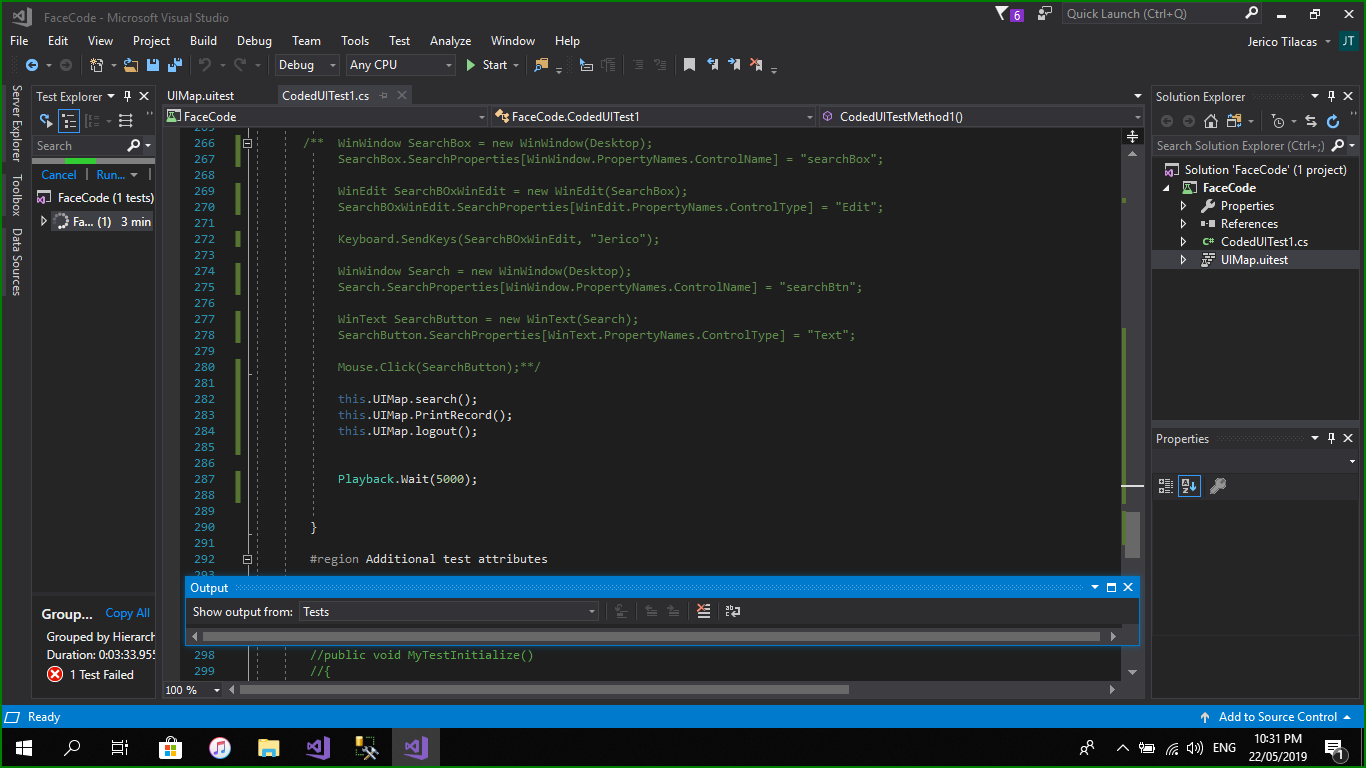 FaceCode - Microsoft Visual Studio
6
Quick Launch (Ctrl+Q)
File Edit View Project Build Debug Team Tools Test Analyze Window Help
Jerico Tilacas
JT
Debug
Any CPU
Start
Server Explorer
Toolbox
Data Sources
Test Explorer
Search
Cancel
Run...
FaceCode (1 tests)
Fa... (1) 3 min
Group...
Copy All
Grouped by Hierarch
Duration: 0:03:33.955
1 Test Failed
UIMap.uitest
CodedUITest1.cs
FaceCode
FaceCode.CodedUITest1
CodedUITestMethod1()
265
266 /** WinWindow SearchBox = new WinWindow(Desktop);
267 SearchBox.SearchProperties[WinWindow.PropertyNames.ControlName] = "searchBox";
268
269 WinEdit SearchBOxWinEdit = new WinEdit(SearchBox);
270 SearchBOxWinEdit.SearchProperties[WinEdit.PropertyNames.ControlType] = "Edit";
271
272 Keyboard.SendKeys(SearchBOxWinEdit, "Jerico");
273
274 WinWindow Search = new WinWindow(Desktop);
275 Search.SearchProperties[WinWindow.PropertyNames.ControlName] = "searchBtn";
276
277 WinText SearchButton = new WinText(Search);
278 SearchButton.SearchProperties[WinText.PropertyNames.ControlType] = "Text";
279
280 Mouse.Click(SearchButton);**/
281
282 this.UIMap.search();
283 this.UIMap.PrintRecord();
284 this.UIMap.logout();
285
286
287 Playback.Wait(5000);
288
289
290 }
291
292 #region Additional test attributes
293
Output
Show output from: Tests
298 //public void MyTestInitialize()
299 //{
100 %
Solution Explorer
Search Solution Explorer (Ctrl+;)
Solution 'FaceCode' (1 project)
FaceCode
Properties
References
C# CodedUITest1.cs
UIMap.uitest
Properties
Ready
Add to Source Control
ENG
10:31 PM
22/05/2019
1